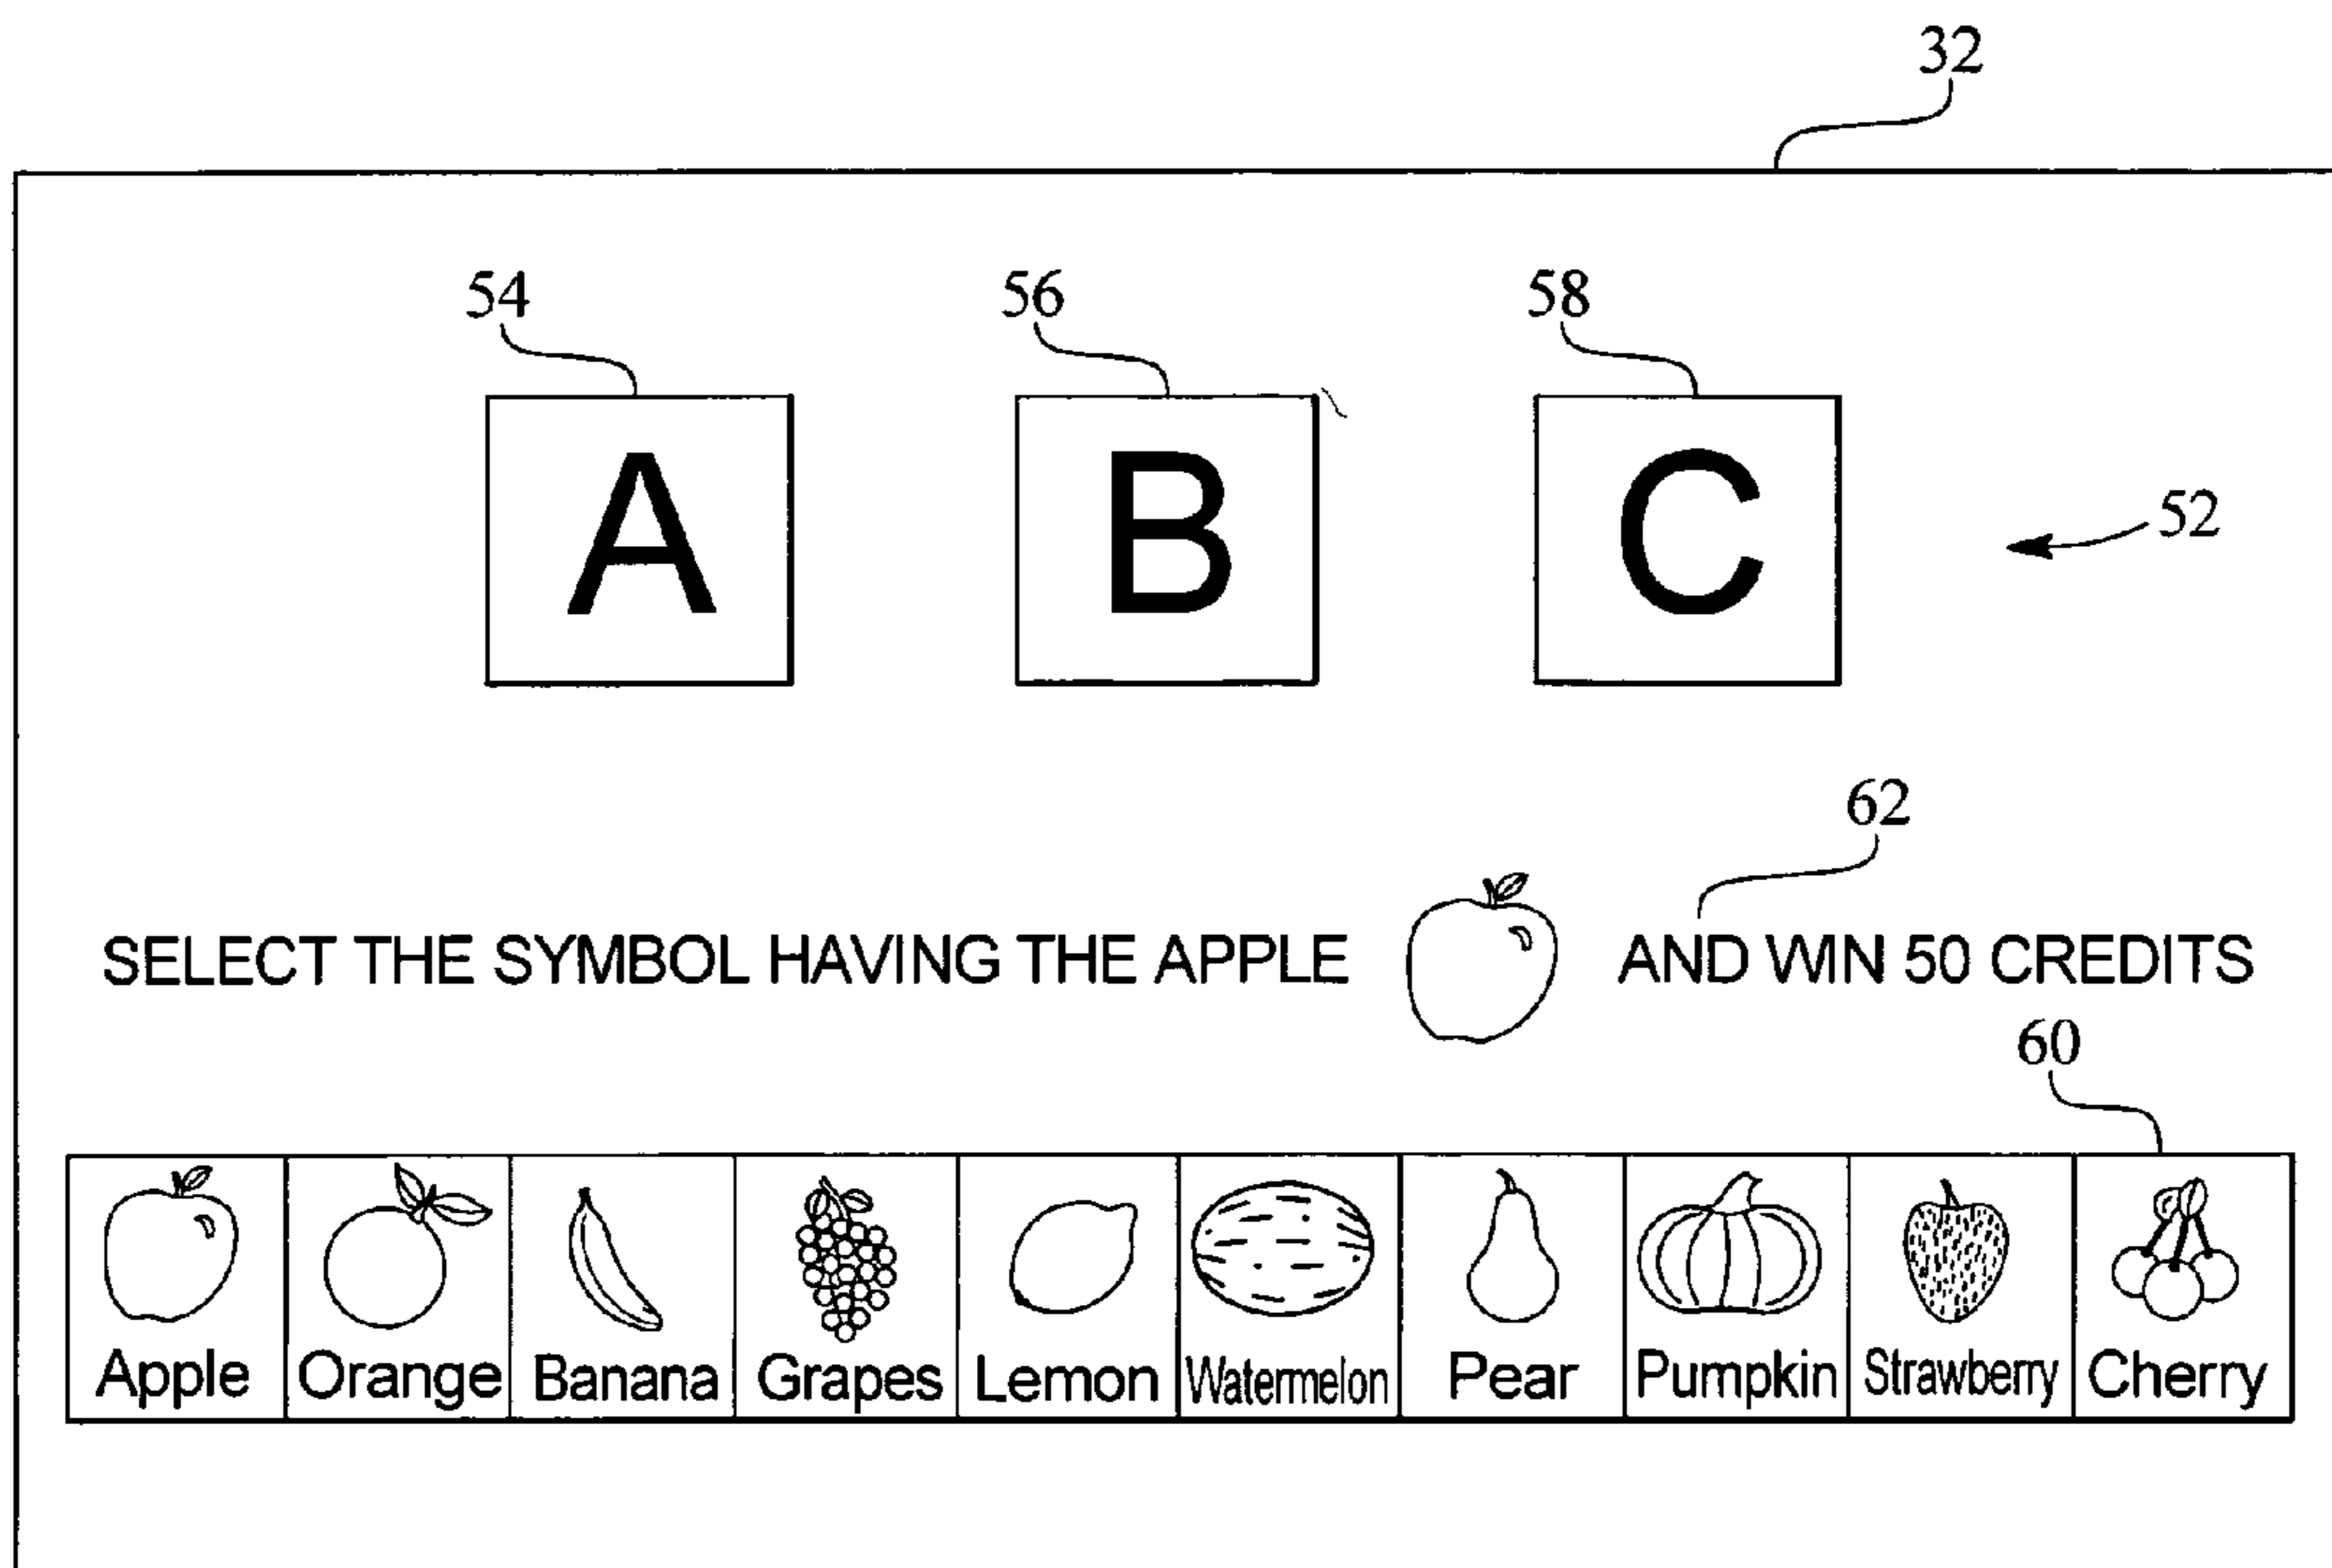 32
54 56 58
A B C
52
62
SELECT THE SYMBOL HAVING THE APPLE AND WIN 50 CREDITS
60
Apple Orange Banana Grapes Lemon Watermelon Pear Pumpkin Strawberry Cherry